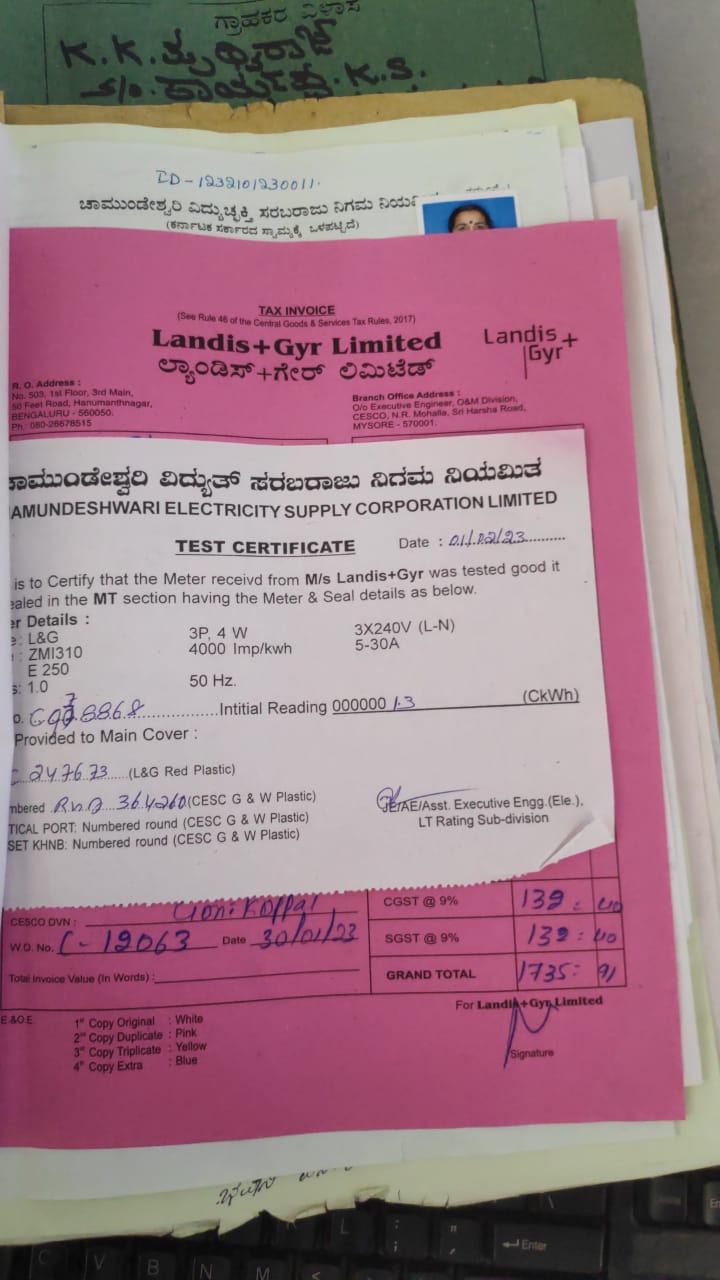 ಗ್ರಾಹಕರ ವಿಳಾಸ
K.K.
K.S.
ID-1232101230011.
ಚಾಮುಂಡೇಶ್ವರಿ ವಿದ್ಯುಚ್ಛಕ್ತಿ ಸರಬರಾಜು ನಿಗಮ
(ಕರ್ನಾಟಕ ಸರ್ಕಾರದ ಸ್ವಾಮ್ಯಕ್ಕೆ ಒಳಪಟ್ಟಿದೆ)
TAX INVOICE
(See Rule 46 of the Central Goods & Services Tax Rules, 2017)
Landis+Gyr Limited
ಲ್ಯಾಂಡಿಸ್+ಗೇರ್ ಲಿಮಿಟೆಡ್
Landis+
Gyr
R. O. Address :
No. 503, 1st Floor, 3rd Main,
50 Feet Road, Hanumanthnagar,
BENGALURU - 560050.
Ph : 080-26678515
Branch Office Address :
O/o Executive Engineer, O&M Division,
CESCO, N.R. Mohalla, Sri Harsha Road,
MYSORE - 570001.
ಚಾಮುಂಡೇಶ್ವರಿ ವಿದ್ಯುತ್ ಸರಬರಾಜು ನಿಗಮ ನಿಯಮಿತ
AMUNDESHWARI ELECTRICITY SUPPLY CORPORATION LIMITED
TEST CERTIFICATE Date : 01/02/23
is to Certify that the Meter receivd from M/s Landis+Gyr was tested good it
ealed in the MT section having the Meter & Seal details as below.
er Details :
e : L&G 3P, 4 W 3X240V (L-N)
: ZMI310 4000 Imp/kwh 5-30A
E 250
s: 1.0 50 Hz.
o. Intitial Reading 000000 1.3 (CkWh)
Provided to Main Cover :
247673 (L&G Red Plastic)
mbered 364260 (CESC G & W Plastic)
TICAL PORT: Numbered round (CESC G & W Plastic)
SET KHNB: Numbered round (CESC G & W Plastic)
JE/AE/Asst. Executive Engg.(Ele.),
LT Rating Sub-division
CESCO DVN : Gonikoppal
W.O. No. C-19063 Date 30/01/23
Total Invoice Value (In Words) :
CGST @ 9% 132 : 40
SGST @ 9% 132 : 40
GRAND TOTAL 1735 : 91
E &O.E.
1st Copy Original : White
2nd Copy Duplicate : Pink
3rd Copy Triplicate : Yellow
4th Copy Extra : Blue
For Landis+Gyr Limited
Signature
L
:
;
"
Enter
C
V
B
N
M
<